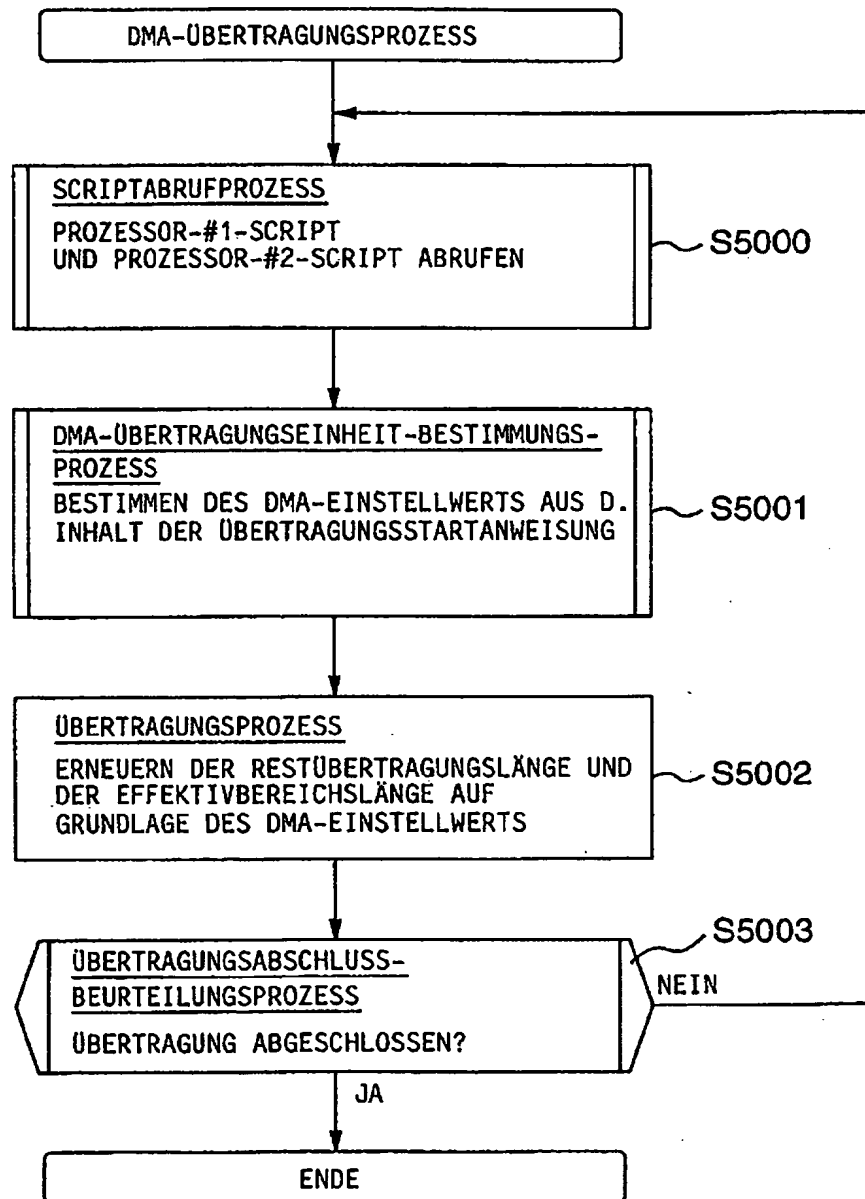 DMA-ÜBERTRAGUNGSPROZESS
SCRIPTABRUFPROZESS
PROZESSOR-#1-SCRIPT
UND PROZESSOR-#2-SCRIPT ABRUFEN
S5000
DMA-ÜBERTRAGUNGSEINHEIT-BESTIMMUNGS-
PROZESS
BESTIMMEN DES DMA-EINSTELLWERTS AUS D.
INHALT DER ÜBERTRAGUNGSSTARTANWEISUNG
S5001
ÜBERTRAGUNGSPROZESS
ERNEUERN DER RESTÜBERTRAGUNGSLÄNGE UND
DER EFFEKTIVBEREICHSLÄNGE AUF
GRUNDLAGE DES DMA-EINSTELLWERTS
S5002
ÜBERTRAGUNGSABSCHLUSS-
BEURTEILUNGSPROZESS
ÜBERTRAGUNG ABGESCHLOSSEN?
S5003
NEIN
JA
ENDE